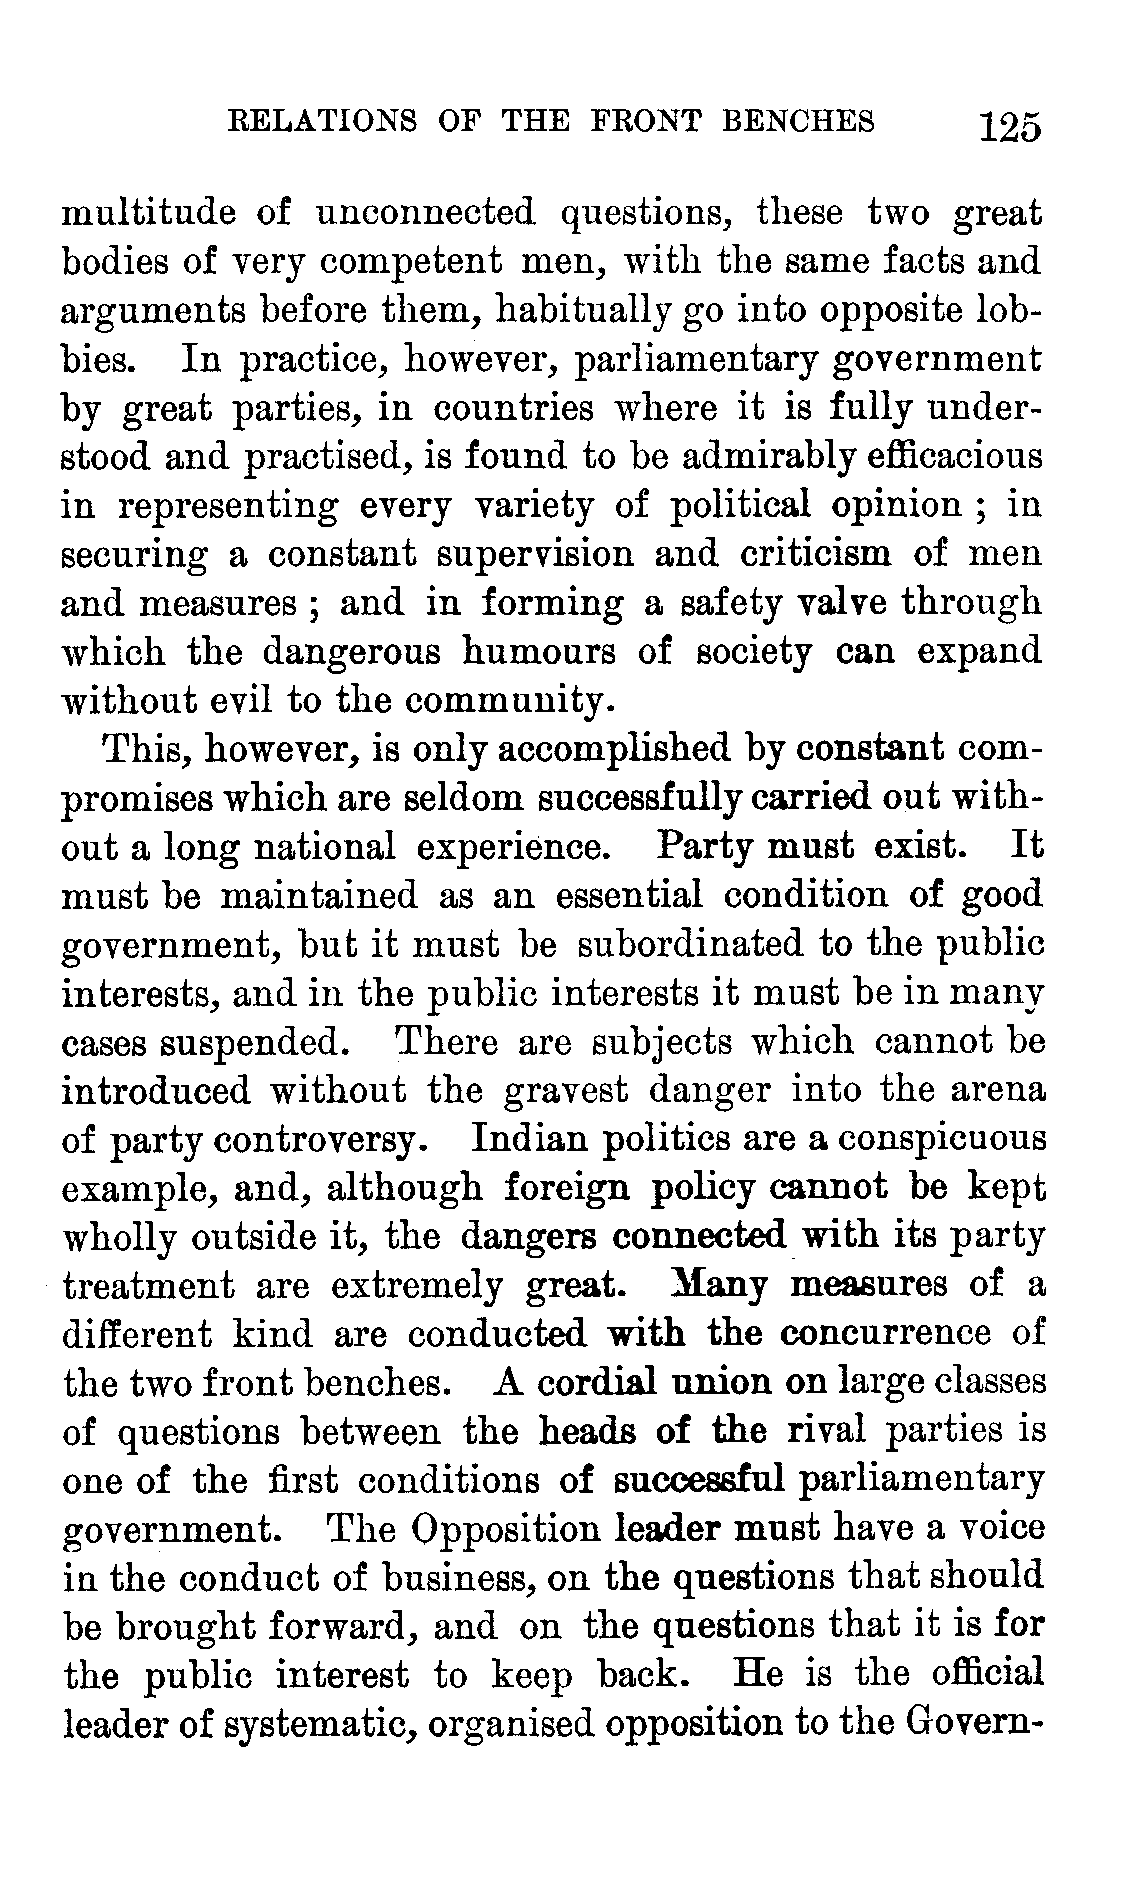 RELATIONS OF THE FRONT BENCHES 125
multitude of unconnected questions, these two great
bodies of very competent men, with the same facts and
arguments before them, habitually go into opposite lob-
bies. In practice, however, parliamentary government
by great parties, in countries where it is fully under-
stood and practised, is found to be admirably efficacious
in representing every variety of political opinion ; in
securing a constant supervision and criticism of men
and measures ; and in forming a safety valve through
which the dangerous humours of society can expand
without evil to the community.
This, however, is only accomplished by constant com-
promises which are seldom successfully carried out with-
out a long national experience. Party must exist. It
must be maintained as an essential condition of good
government, but it must be subordinated to the public
interests, and in the public interests it must be in many
cases suspended. There are subjects which cannot be
introduced without the gravest danger into the arena
of party controversy. Indian politics are a conspicuous
example, and, although foreign policy cannot be kept
wholly outside it, the dangers connected with its party
treatment are extremely great. Many measures of a
different kind are conducted with the concurrence of
the two front benches. A cordial union on large classes
of questions between the heads of the rival parties is
one of the first conditions of successful parliamentary
government. The Opposition leader must have a voice
in the conduct of business, on the questions that should
be brought forward, and on the questions that it is for
the public interest to keep back. He is the official
leader of systematic, organised opposition to the Govern-